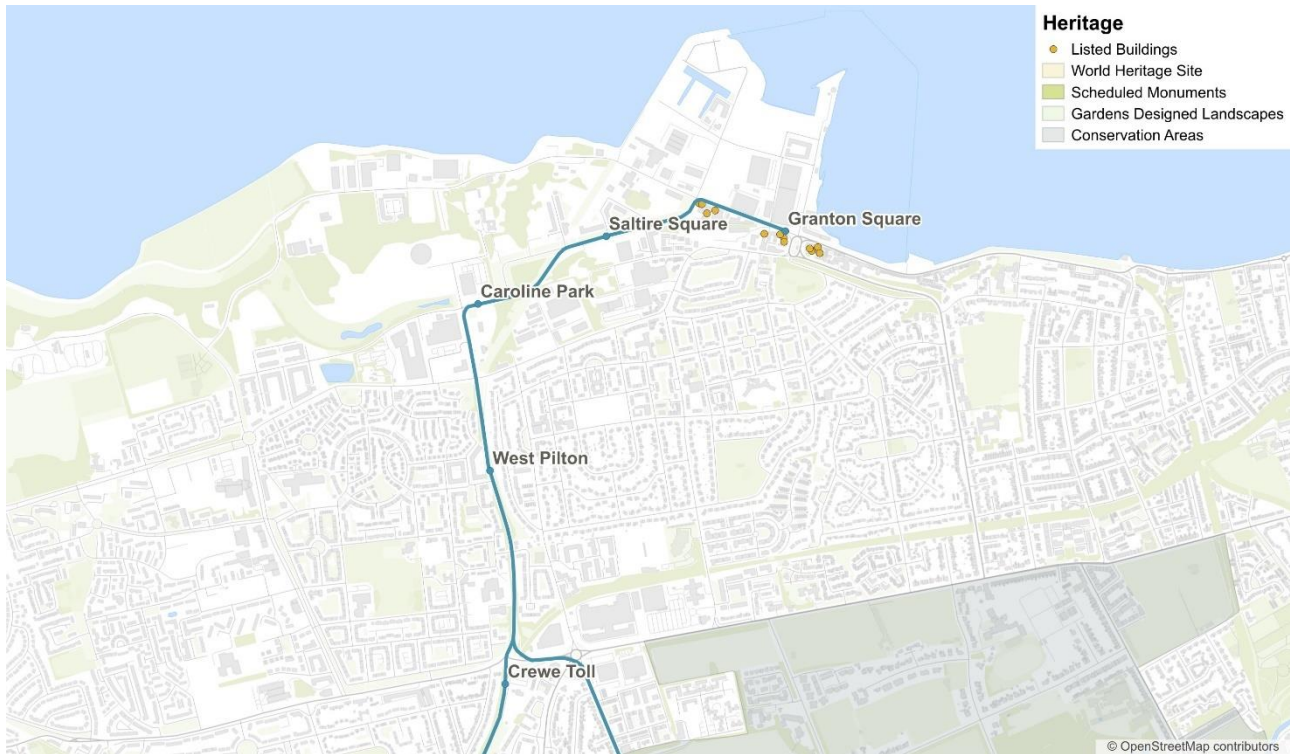 Heritage
Listed Buildings
World Heritage Site
Scheduled Monuments
Gardens Designed Landscapes
Conservation Areas
Granton Square
Saltire Square
Caroline Park
West Pilton
Crewe Toll
© OpenStreetMap contributors